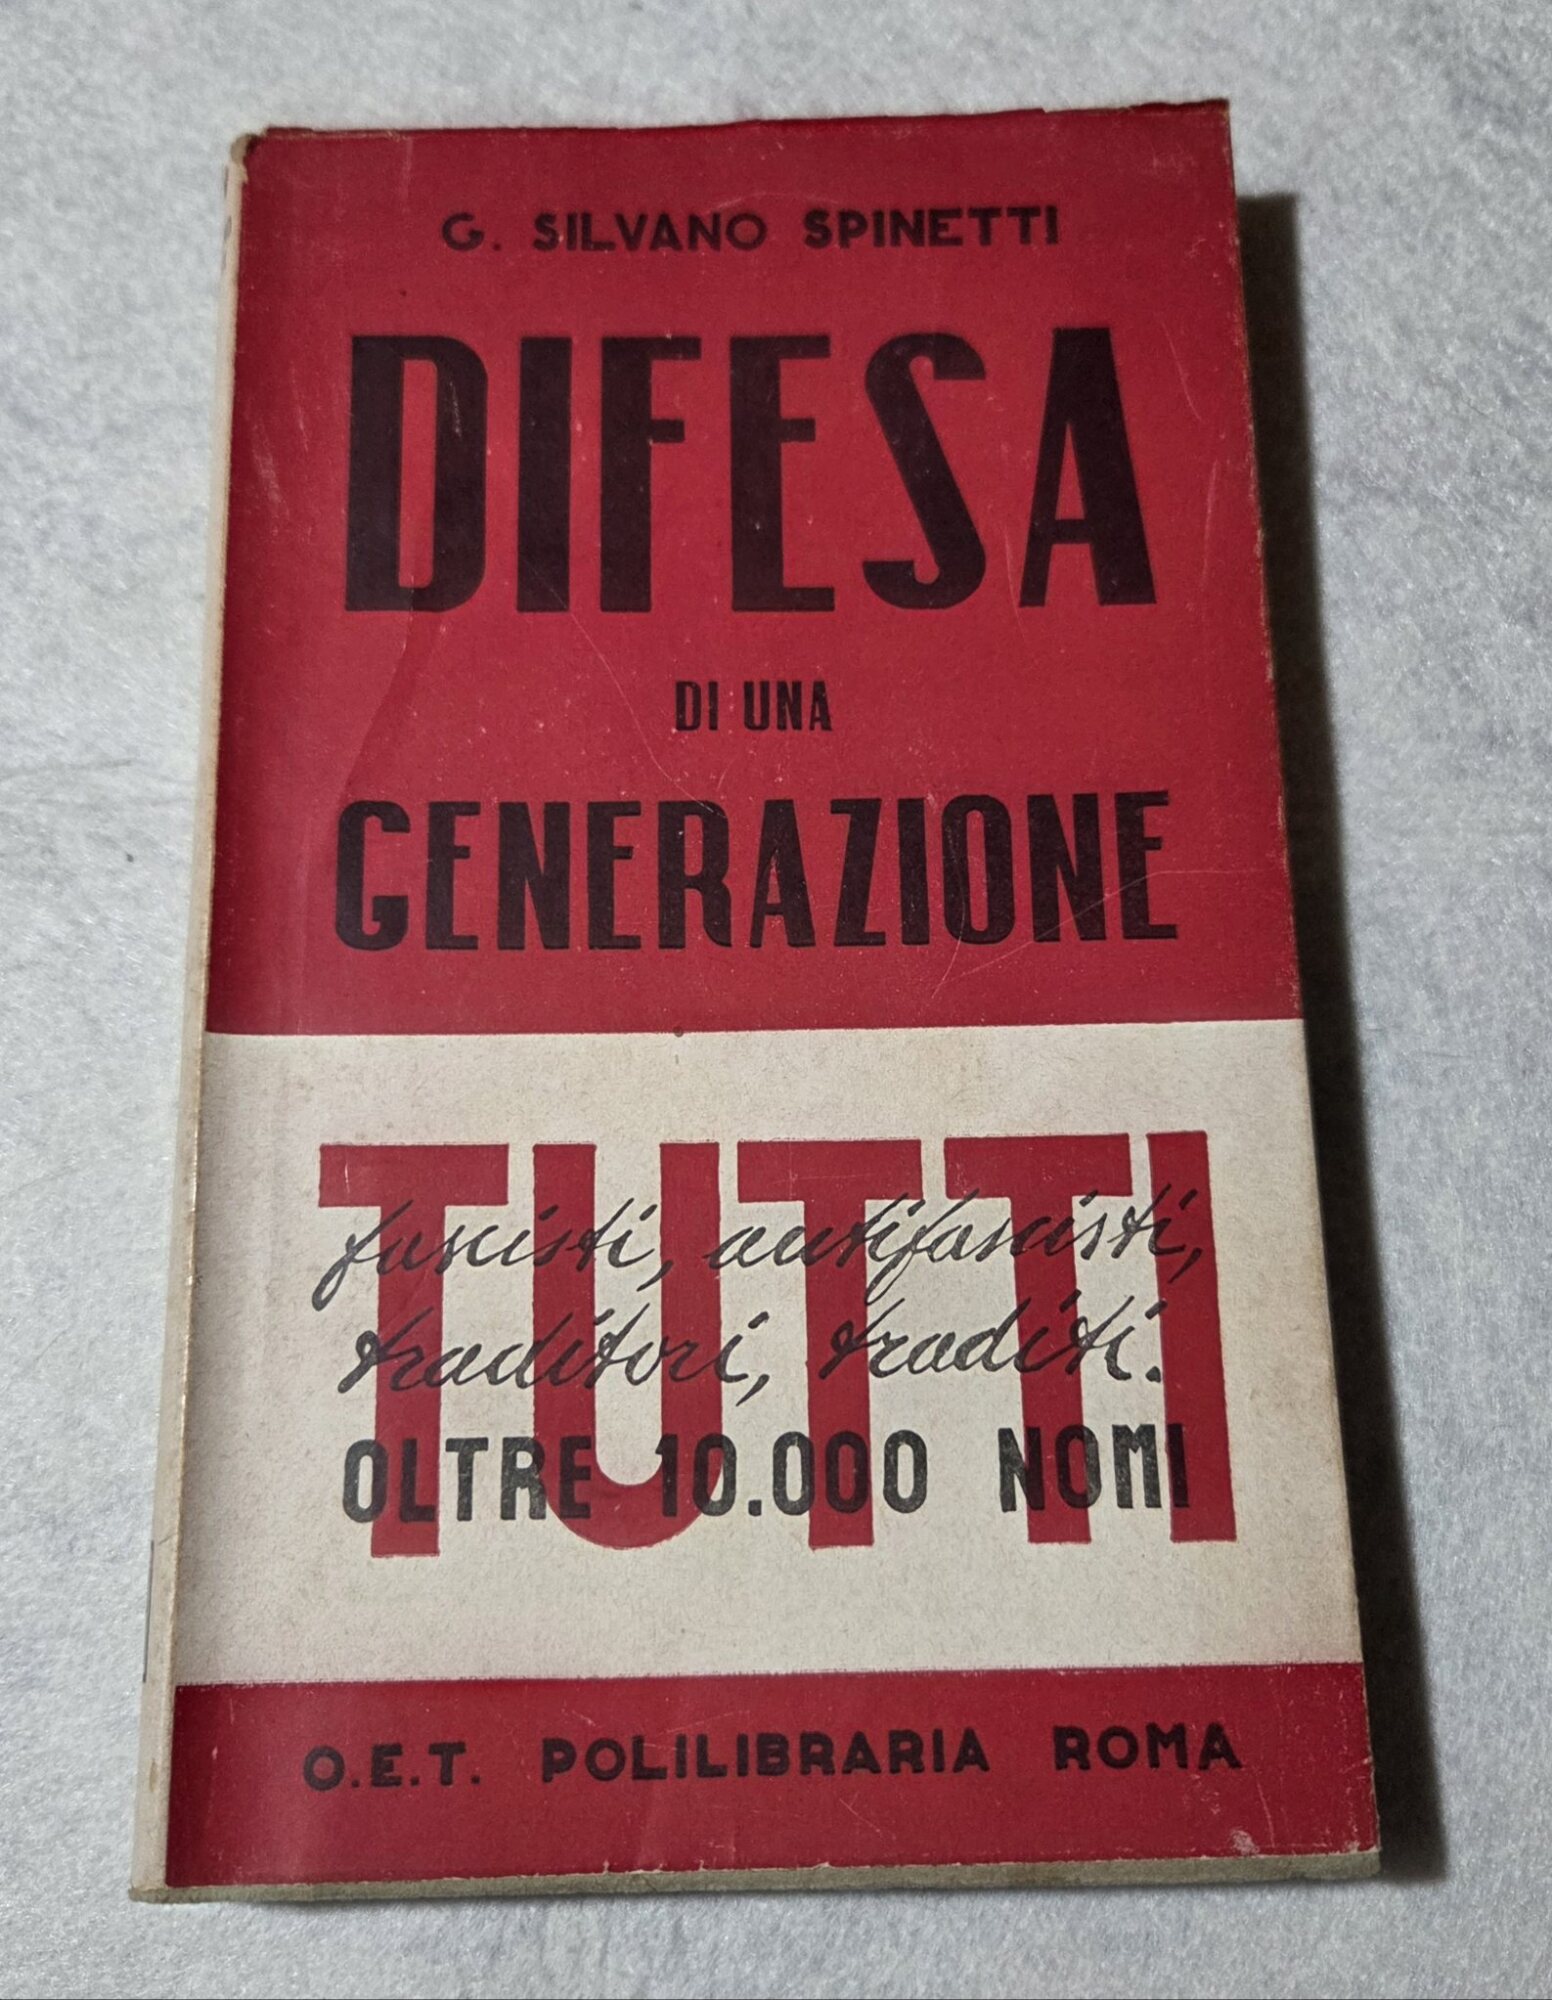 G. SILVANO SPINETTI
DIFESA
DI UNA
GENERAZIONE
TUTTI
fascisti, antifascisti,
traditori, traditi.
OLTRE 10.000 NOMI
O.E.T. POLILIBRARIA ROMA